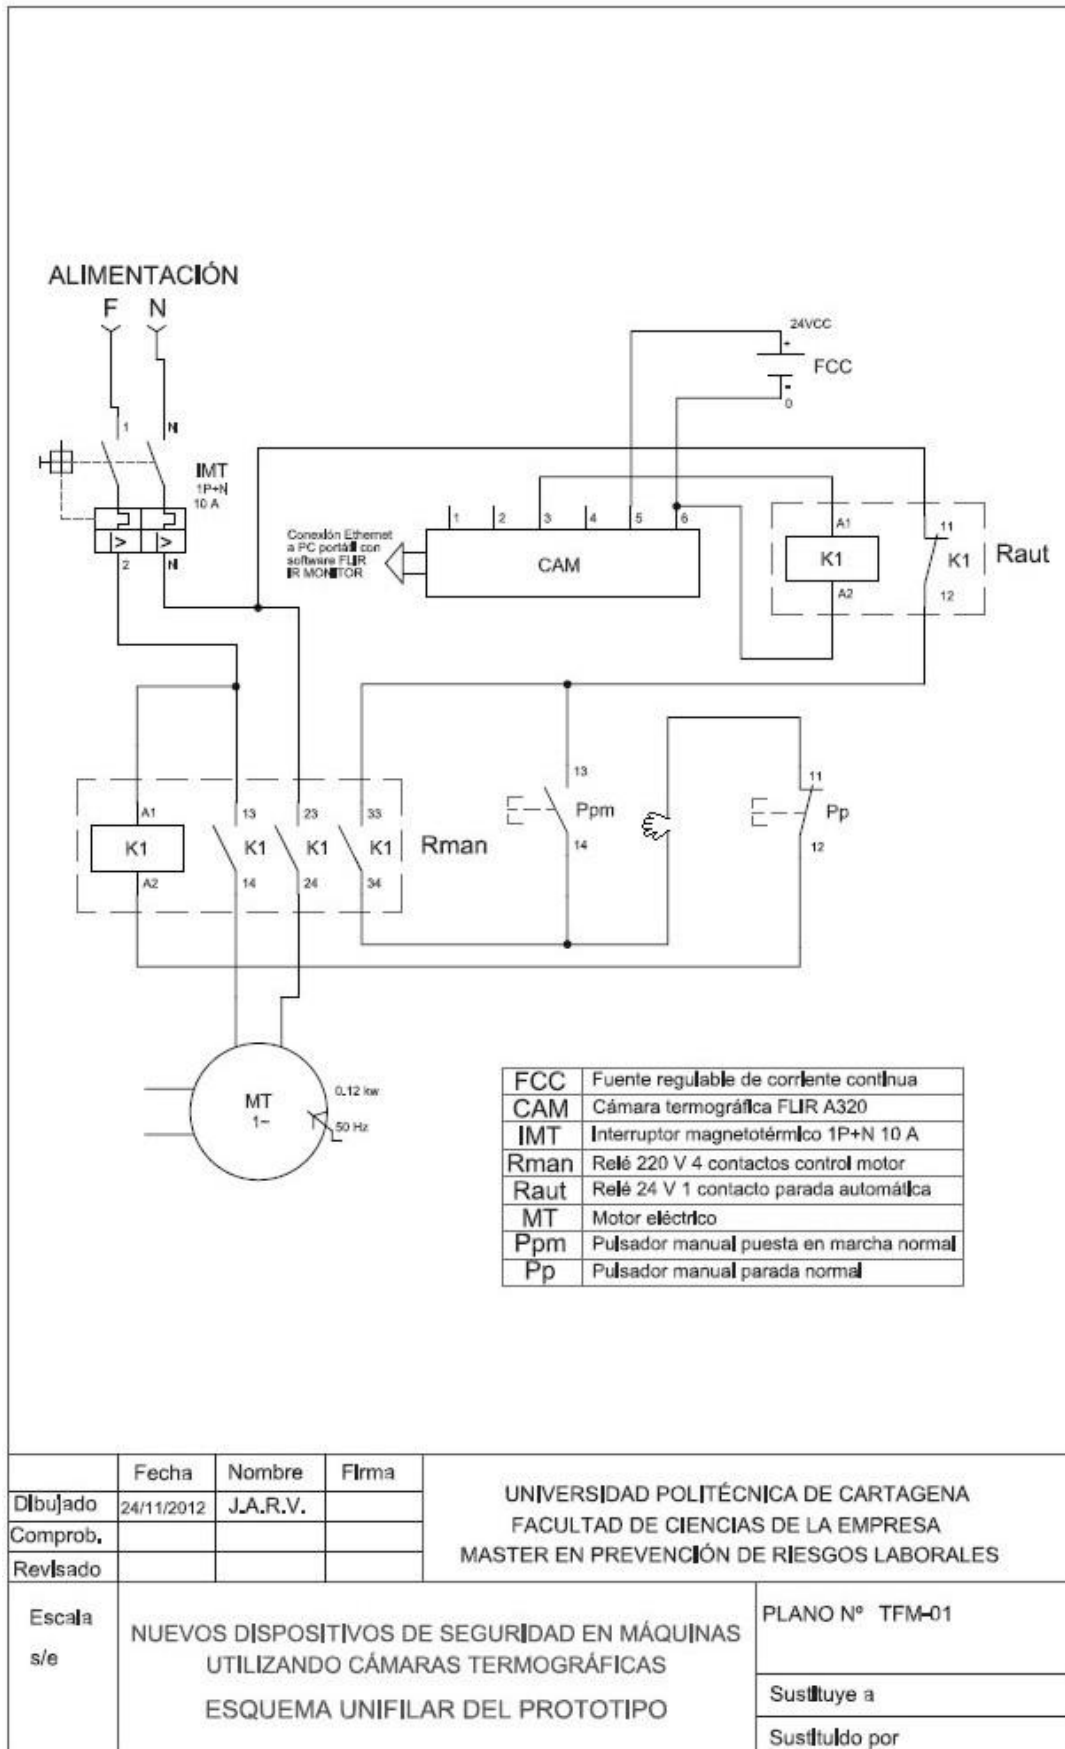 ALIMENTACIÓN
F N
1 N
IMT
1P+N
10 A
2 N
24VCC
+
FCC
-
0
Conexión Ethernet
a PC portátil con
software FLIR
IR MONITOR
1 2 3 4 5 6
CAM
A1
K1
A2
11
K1
12
Raut
A1
K1
A2
13
K1
14
23
K1
24
33
K1
34
Rman
13
Ppm
14
11
Pp
12
MT
1~
0.12 kw
50 Hz
FCC Fuente regulable de corriente continua
CAM Cámara termográfica FLIR A320
IMT Interruptor magnetotérmico 1P+N 10 A
Rman Relé 220 V 4 contactos control motor
Raut Relé 24 V 1 contacto parada automática
MT Motor eléctrico
Ppm Pulsador manual puesta en marcha normal
Pp Pulsador manual parada normal
Fecha Nombre Firma
Dibujado 24/11/2012 J.A.R.V.
Comprob.
Revisado
UNIVERSIDAD POLITÉCNICA DE CARTAGENA
FACULTAD DE CIENCIAS DE LA EMPRESA
MASTER EN PREVENCIÓN DE RIESGOS LABORALES
Escala
s/e
NUEVOS DISPOSITIVOS DE SEGURIDAD EN MÁQUINAS
UTILIZANDO CÁMARAS TERMOGRÁFICAS
ESQUEMA UNIFILAR DEL PROTOTIPO
PLANO Nº TFM-01
Sustituye a
Sustituido por